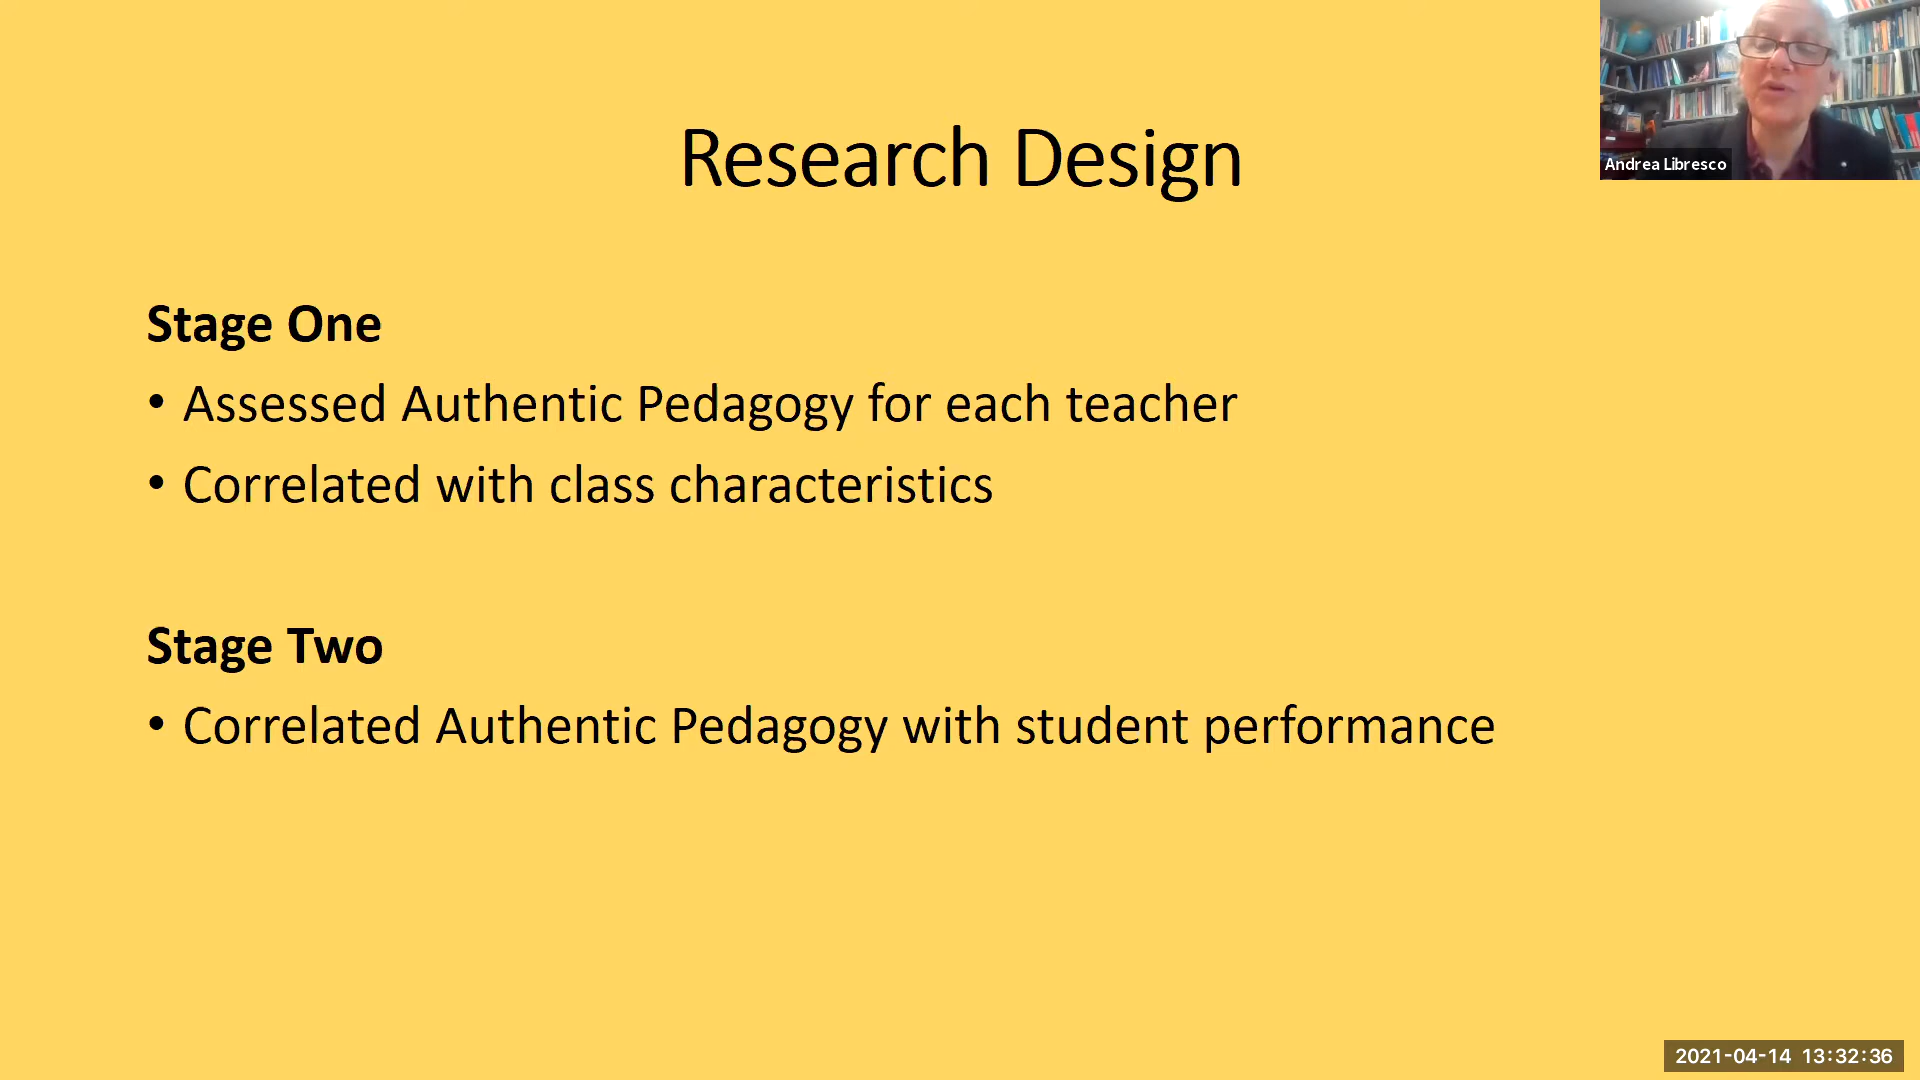 Andrea Libresco
Research Design
Stage One
• Assessed Authentic Pedagogy for each teacher
• Correlated with class characteristics
Stage Two
• Correlated Authentic Pedagogy with student performance
2021-04-14 13:32:36